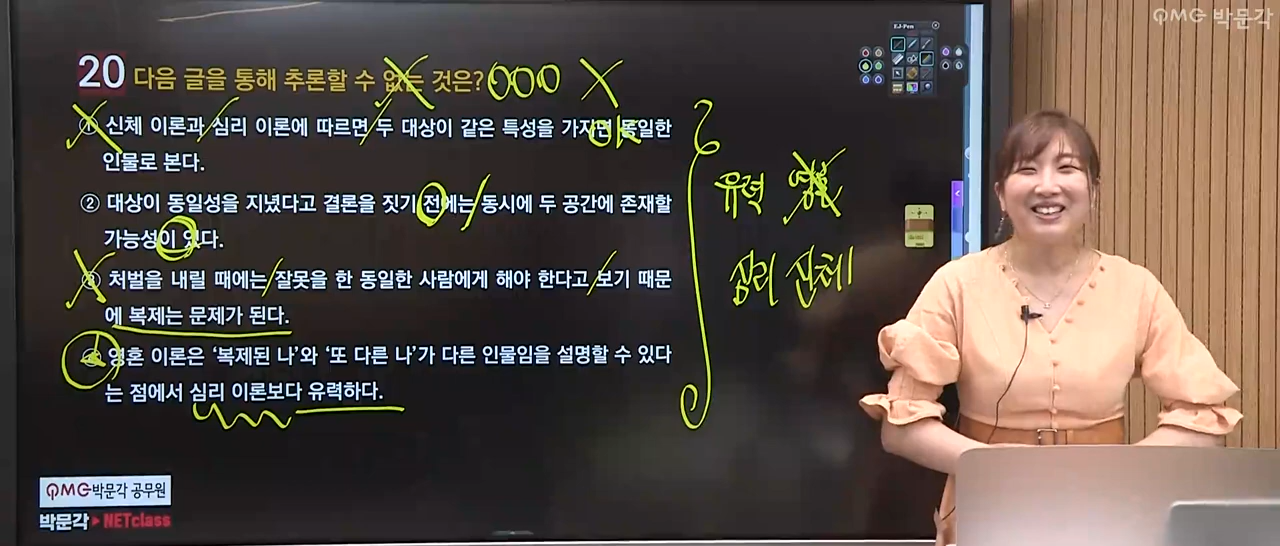 QMG 박문각
EJ-Pen
20 다음 글을 통해 추론할 수 없는 것은? OOO X
① 신체 이론과 심리 이론에 따르면 두 대상이 같은 특성을 가지면 동일한
인물로 본다.
OK
② 대상이 동일성을 지녔다고 결론을 짓기 전에는 동시에 두 공간에 존재할
가능성이 있다.
③ 처벌을 내릴 때에는 잘못을 한 동일한 사람에게 해야 한다고 보기 때문
에 복제는 문제가 된다.
④ 영혼 이론은 ‘복제된 나’와 ‘또 다른 나’가 다른 인물임을 설명할 수 있다
는 점에서 심리 이론보다 유력하다.
유력 영혼
심리 신체
QMG 박문각 공무원
박문각 NETclass